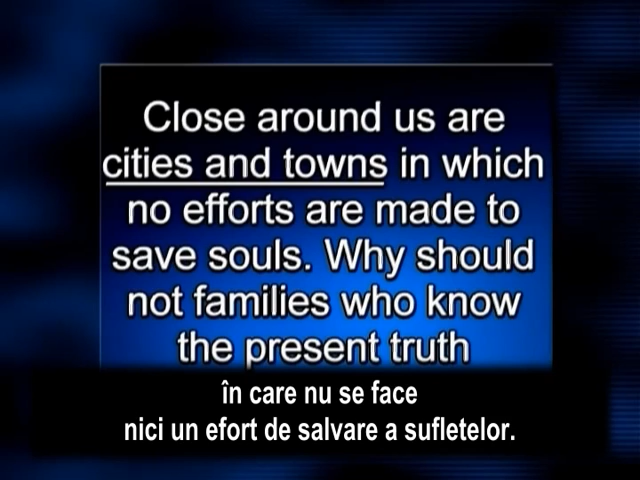 Close around us are
cities and towns in which
no efforts are made to
save souls. Why should
not families who know
the present truth
în care nu se face
nici un efort de salvare a sufletelor.